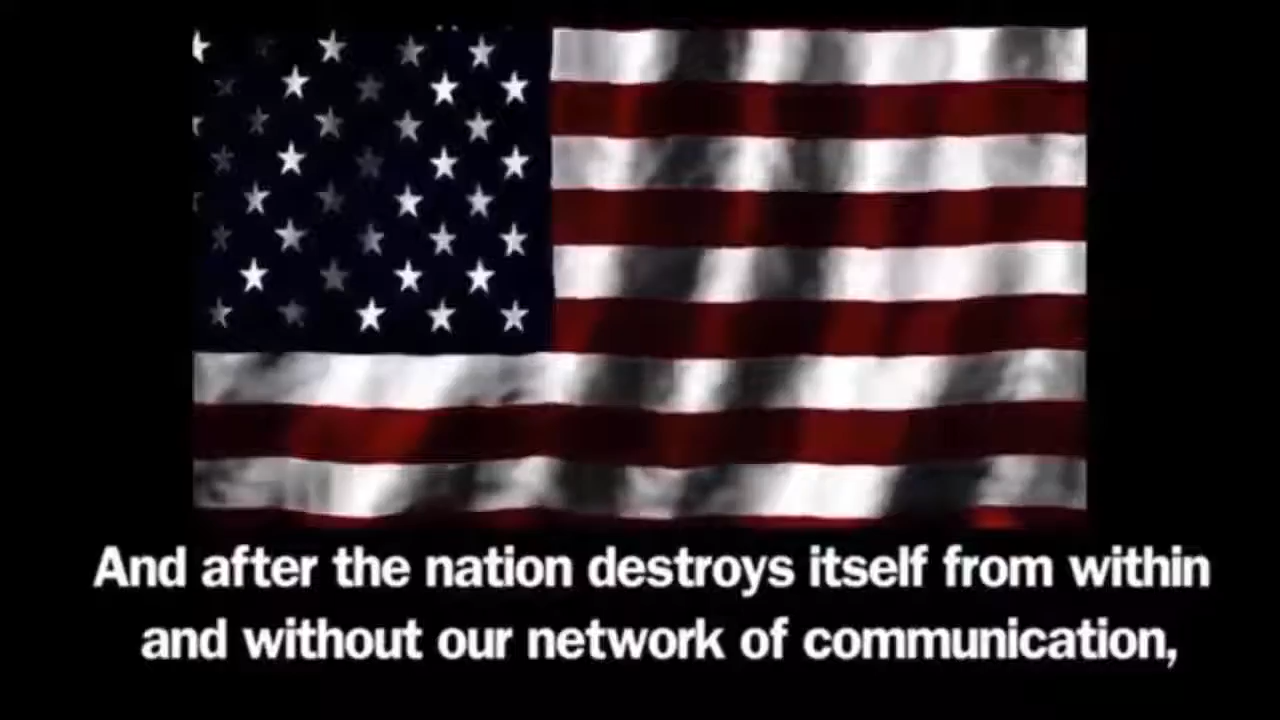 And after the nation destroys itself from within
and without our network of communication,